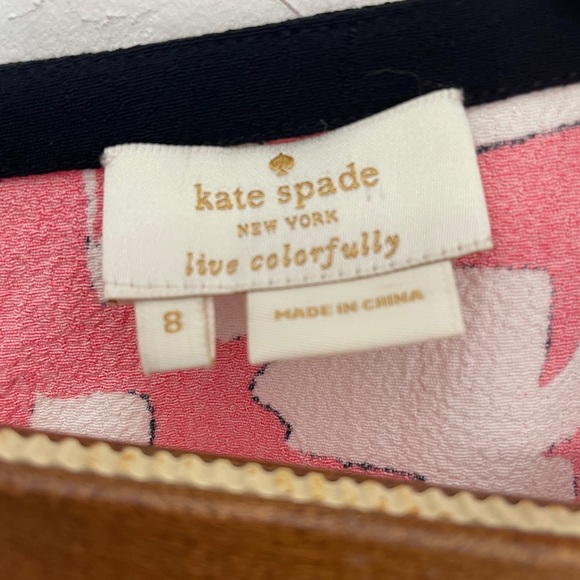 kate spade
NEW YORK
live colorfully
8
MADE IN CHINA